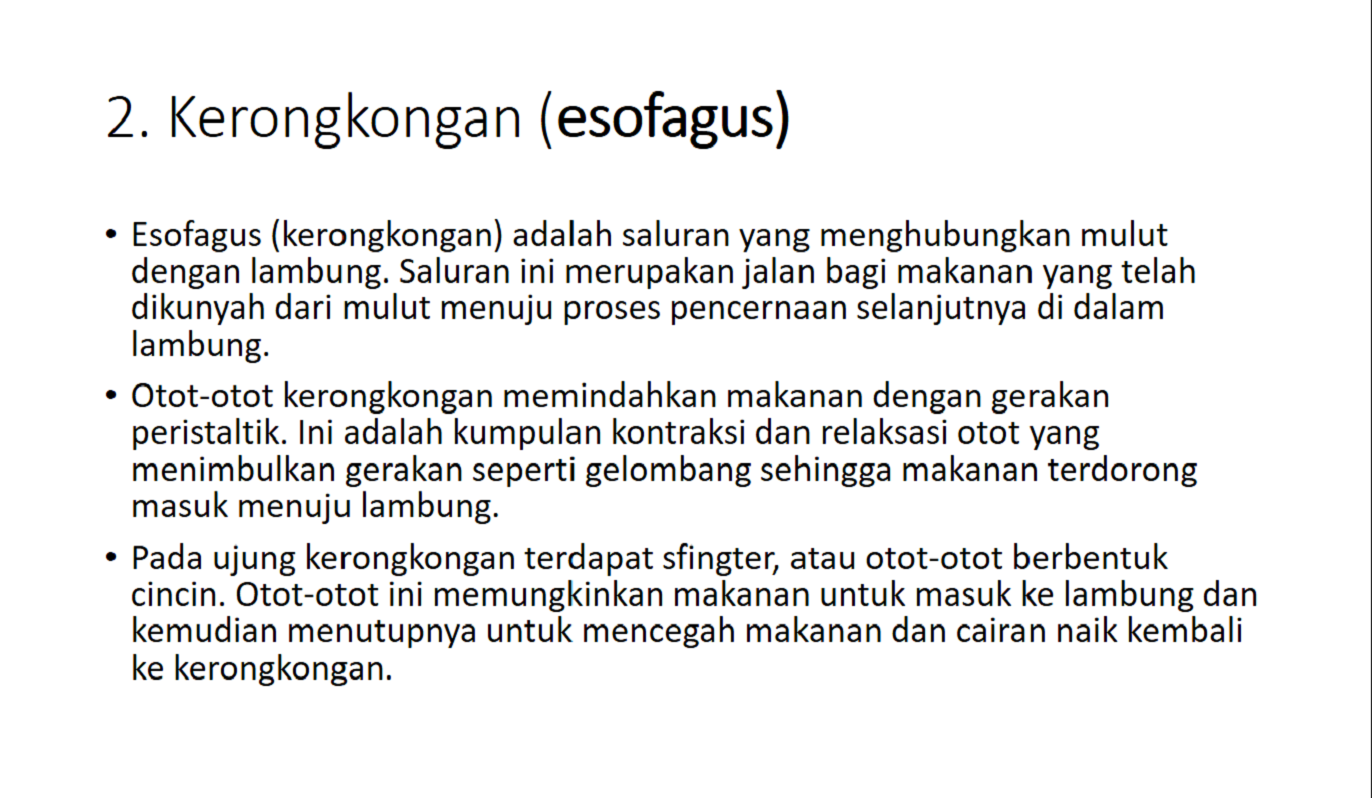 2. Kerongkongan (esofagus)
• Esofagus (kerongkongan) adalah saluran yang menghubungkan mulut
dengan lambung. Saluran ini merupakan jalan bagi makanan yang telah
dikunyah dari mulut menuju proses pencernaan selanjutnya di dalam
lambung.
• Otot-otot kerongkongan memindahkan makanan dengan gerakan
peristaltik. Ini adalah kumpulan kontraksi dan relaksasi otot yang
menimbulkan gerakan seperti gelombang sehingga makanan terdorong
masuk menuju lambung.
• Pada ujung kerongkongan terdapat sfingter, atau otot-otot berbentuk
cincin. Otot-otot ini memungkinkan makanan untuk masuk ke lambung dan
kemudian menutupnya untuk mencegah makanan dan cairan naik kembali
ke kerongkongan.